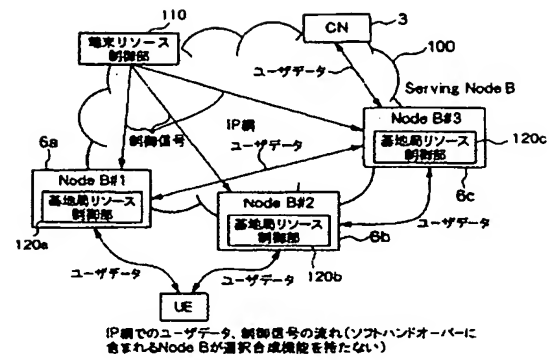 110
端末リソース
制御部
CN
3
100
ユーザデータ
Serving Node B
IP網
制御信号
ユーザデータ
Node B#3
基地局リソース
制御部
120c
6c
6a
Node B#1
基地局リソース
制御部
120a
Node B#2
基地局リソース
制御部
120b
6b
ユーザデータ
ユーザデータ
ユーザデータ
UE
IP網でのユーザデータ、制御信号の流れ(ソフトハンドオーバーに
含まれるNode Bが選択合成機能を持たない)